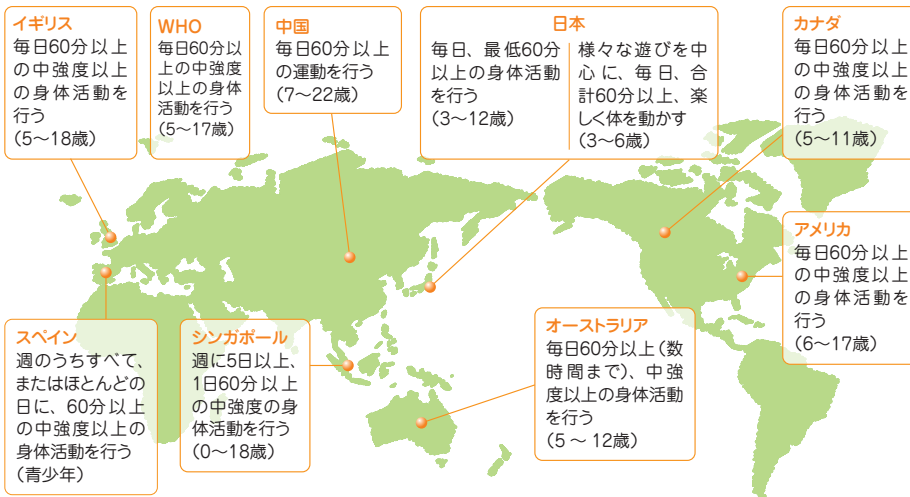 イギリス
毎日60分以上
の中強度以上
の身体活動を
行う
(5～18歳)
WHO
毎日60分以
上の中強度
以上の身体
活動を行う
(5～17歳)
中国
毎日60分以上
の運動を行う
(7～22歳)
日本
毎日、最低60分
以上の身体活動
を行う
(3～12歳)
様々な遊びを中
心に、毎日、合
計60分以上、楽
しく体を動かす
(3～6歳)
カナダ
毎日60分以上
の中強度以上
の身体活動を
行う
(5～11歳)
アメリカ
毎日60分以上
の中強度以上
の身体活動を
行う
(6～17歳)
スペイン
週のうちすべて、
またはほとんどの
日に、60分以上
の中強度以上の
身体活動を行う
(青少年)
シンガポール
週に5日以上、
1日60分以上
の中強度の身
体活動を行う
(0～18歳)
オーストラリア
毎日60分以上(数
時間まで)、中強
度以上の身体活動
を行う
(5 ～ 12歳)